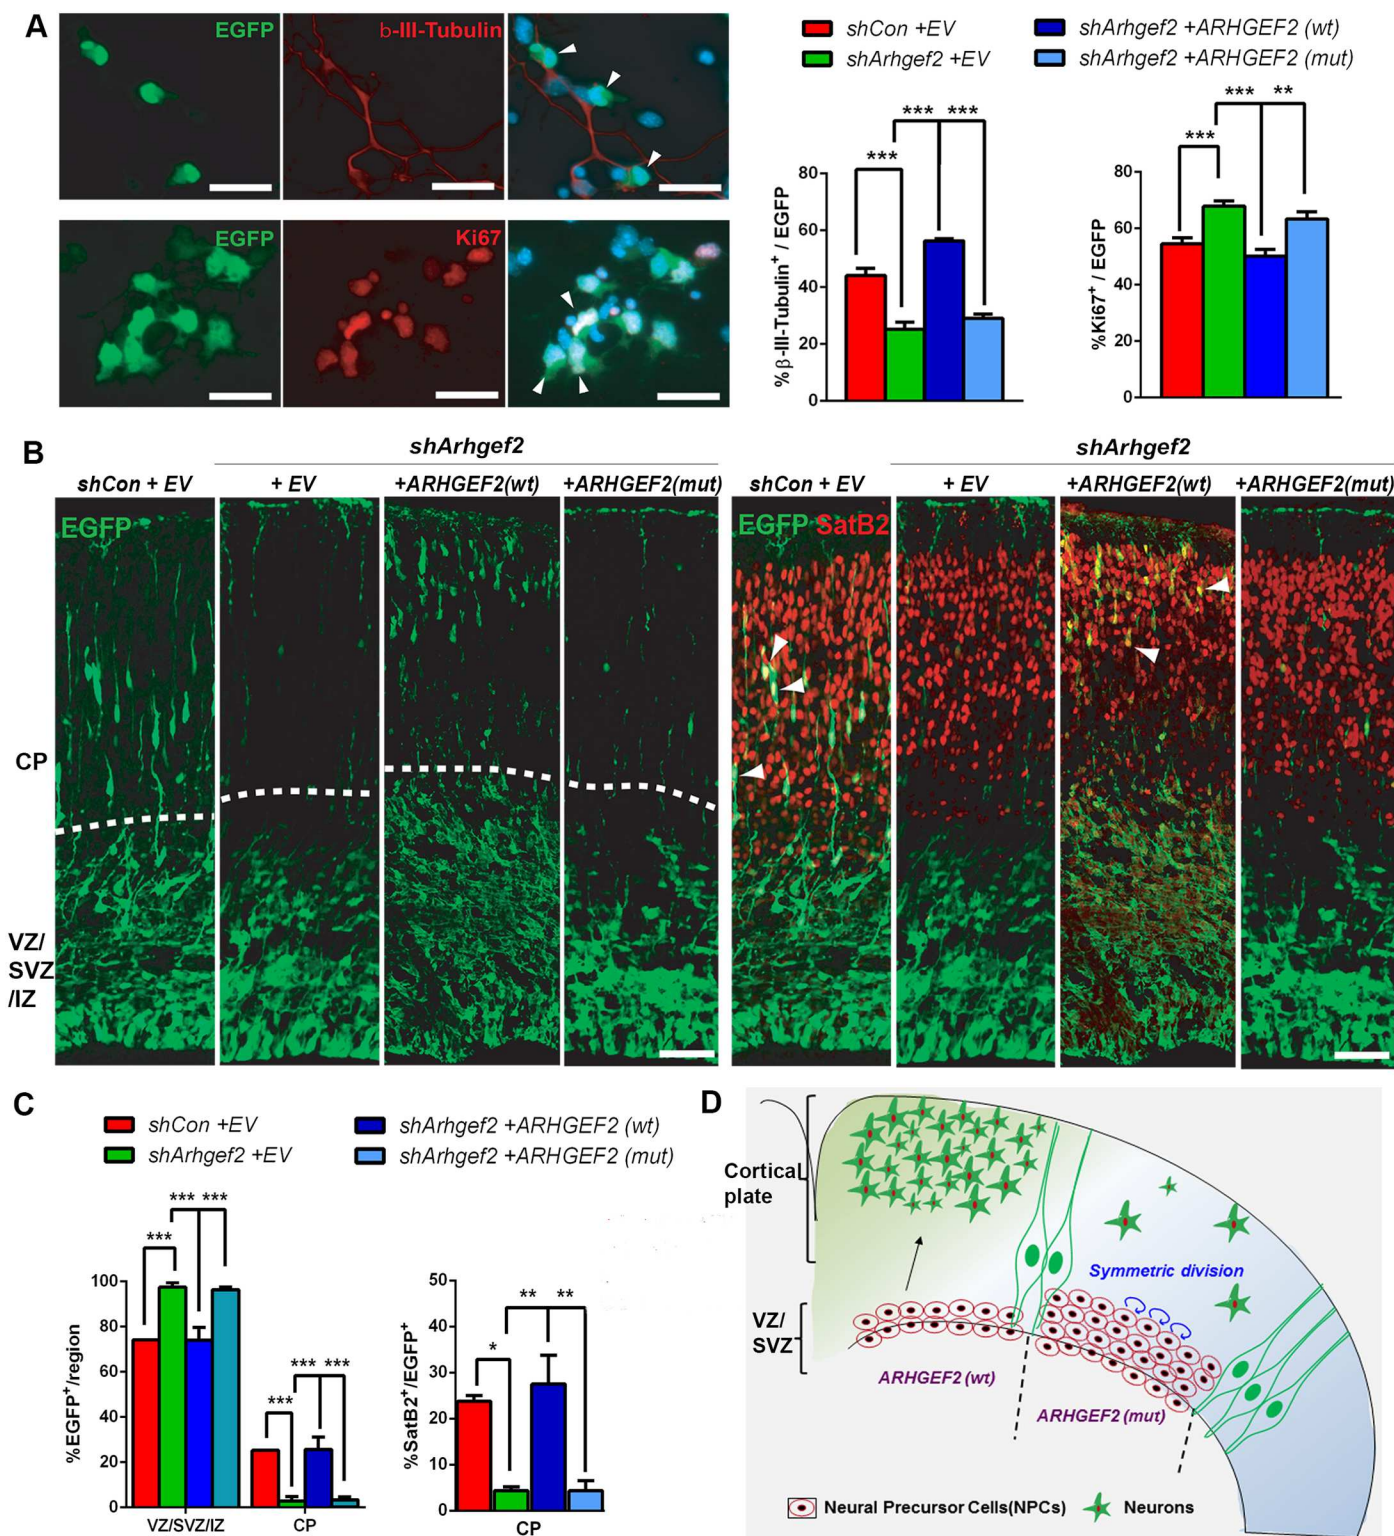 A
EGFP
b-III-Tubulin
EGFP
Ki67
shCon +EV
shArhgef2 +EV
shArhgef2 +ARHGEF2 (wt)
shArhgef2 +ARHGEF2 (mut)
%β-III-Tubulin⁺ / EGFP
80
60
40
20
0
***
*** ***
%Ki67⁺ / EGFP
80
60
40
20
0
***
*** **
B
shArhgef2
shCon + EV
+ EV
+ARHGEF2(wt)
+ARHGEF2(mut)
EGFP
CP
VZ/
SVZ
/IZ
shArhgef2
shCon + EV
+ EV
+ARHGEF2(wt)
+ARHGEF2(mut)
EGFP SatB2
C
shCon +EV
shArhgef2 +EV
shArhgef2 +ARHGEF2 (wt)
shArhgef2 +ARHGEF2 (mut)
%EGFP⁺/region
100
80
60
40
20
0
***
*** ***
***
*** ***
VZ/SVZ/IZ
CP
%SatB2⁺/EGFP⁺
50
40
30
20
10
0
*
** **
CP
D
Cortical
plate
VZ/
SVZ
Symmetric division
ARHGEF2 (wt)
ARHGEF2 (mut)
Neural Precursor Cells(NPCs)
Neurons